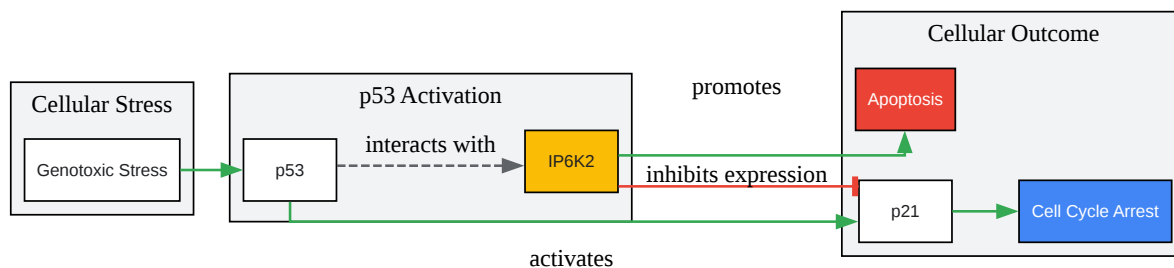 Cellular Stress
Genotoxic Stress
p53 Activation
p53
interacts with
IP6K2
promotes
inhibits expression
activates
Cellular Outcome
Apoptosis
p21
Cell Cycle Arrest